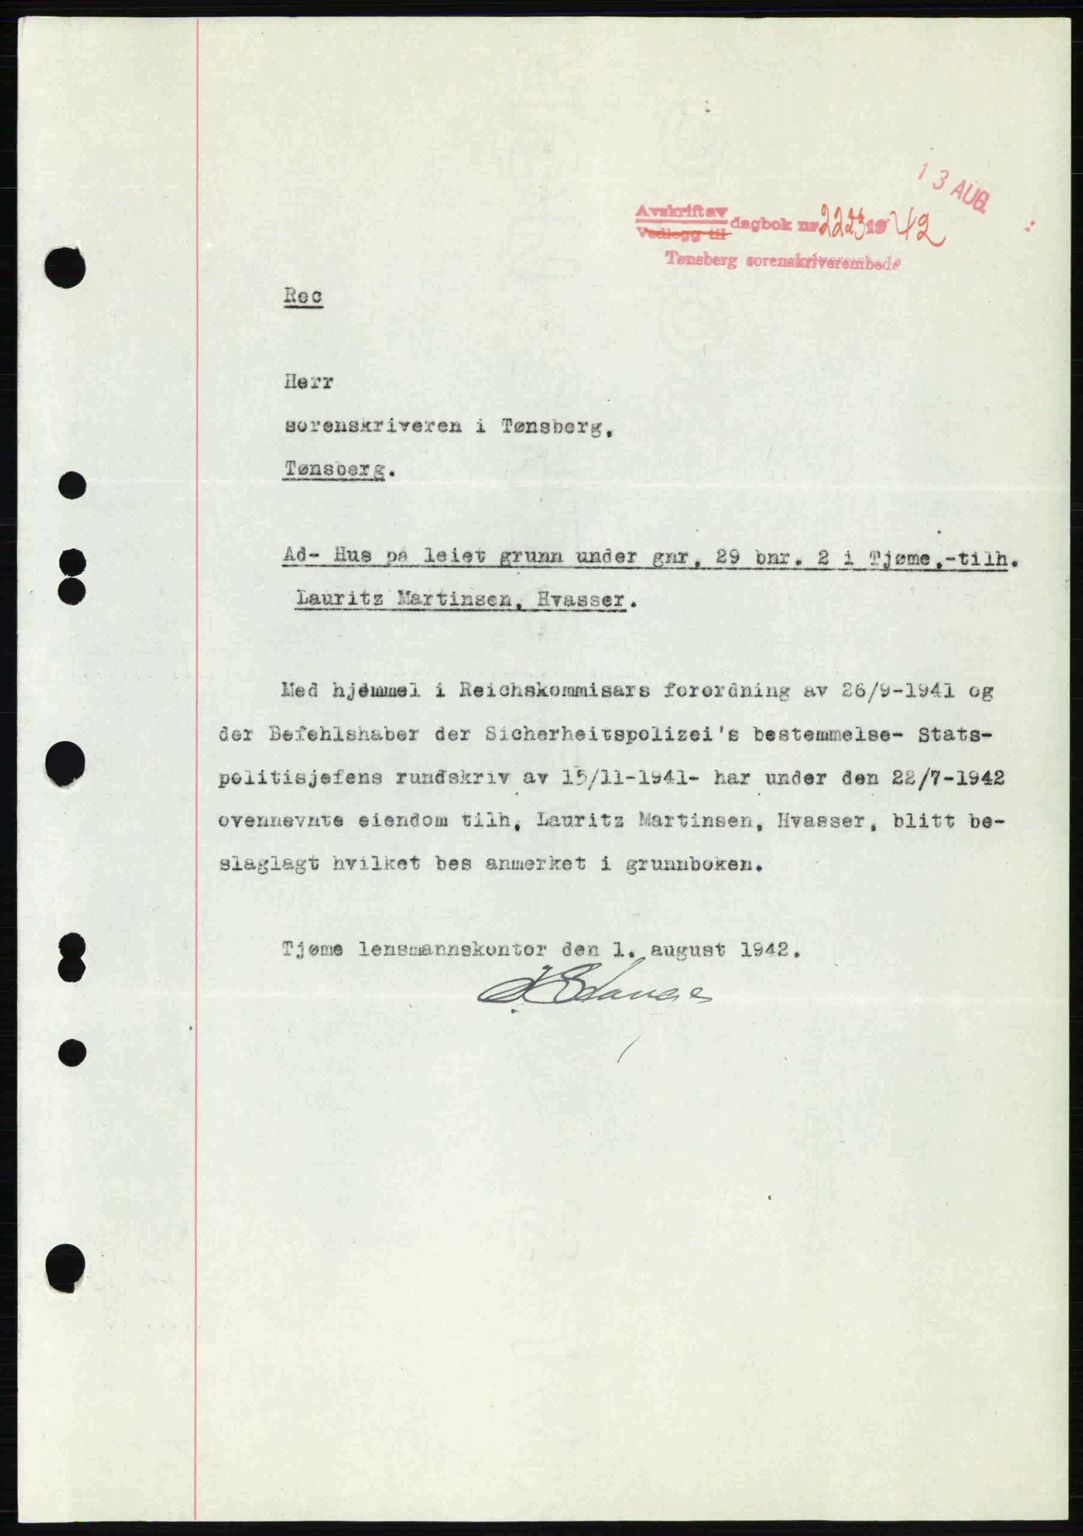 13 AUG.
Avskrift av
Vedlegg til dagbok nr 2223 1942
Tønsberg sorenskriverembede
Rec
Herr
sorenskriveren i Tønsberg,
Tønsberg.
Ad- Hus på leiet grunn under gnr, 29 bnr. 2 i Tjøme,-tilh.
Lauritz Martinsen, Hvasser.
Med hjemmel i Reichskommisars forordning av 26/9-1941 og
der Befehlshaber der Sicherheitspolizei's bestemmelse- Stats-
politisjefens rundskriv av 15/11-1941- har under den 22/7-1942
ovennevnte eiendom tilh, Lauritz Martinsen, Hvasser, blitt be-
slaglagt hvilket bes anmerket i grunnboken.
Tjøme lensmannskontor den 1. august 1942.